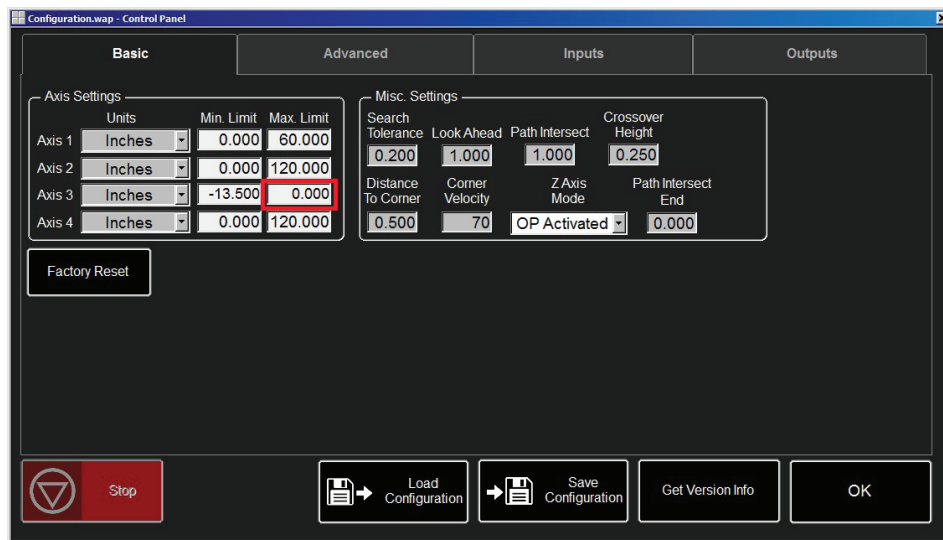 Configuration.wap - Control Panel
Basic Advanced Inputs Outputs
Axis Settings
Units Min. Limit Max. Limit
Axis 1 Inches 0.000 60.000
Axis 2 Inches 0.000 120.000
Axis 3 Inches -13.500 0.000
Axis 4 Inches 0.000 120.000
Misc. Settings
Search Tolerance Look Ahead Path Intersect Crossover Height
0.200 1.000 1.000 0.250
Distance To Corner Corner Velocity Z Axis Mode Path Intersect End
0.500 70 OP Activated 0.000
Factory Reset
Stop
Load Configuration
Save Configuration
Get Version Info
OK